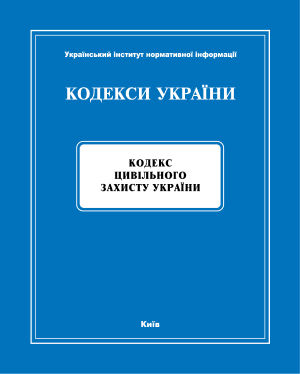 Український інститут нормативної інформації
КОДЕКСИ УКРАЇНИ
КОДЕКС
ЦИВІЛЬНОГО
ЗАХИСТУ УКРАЇНИ
Київ